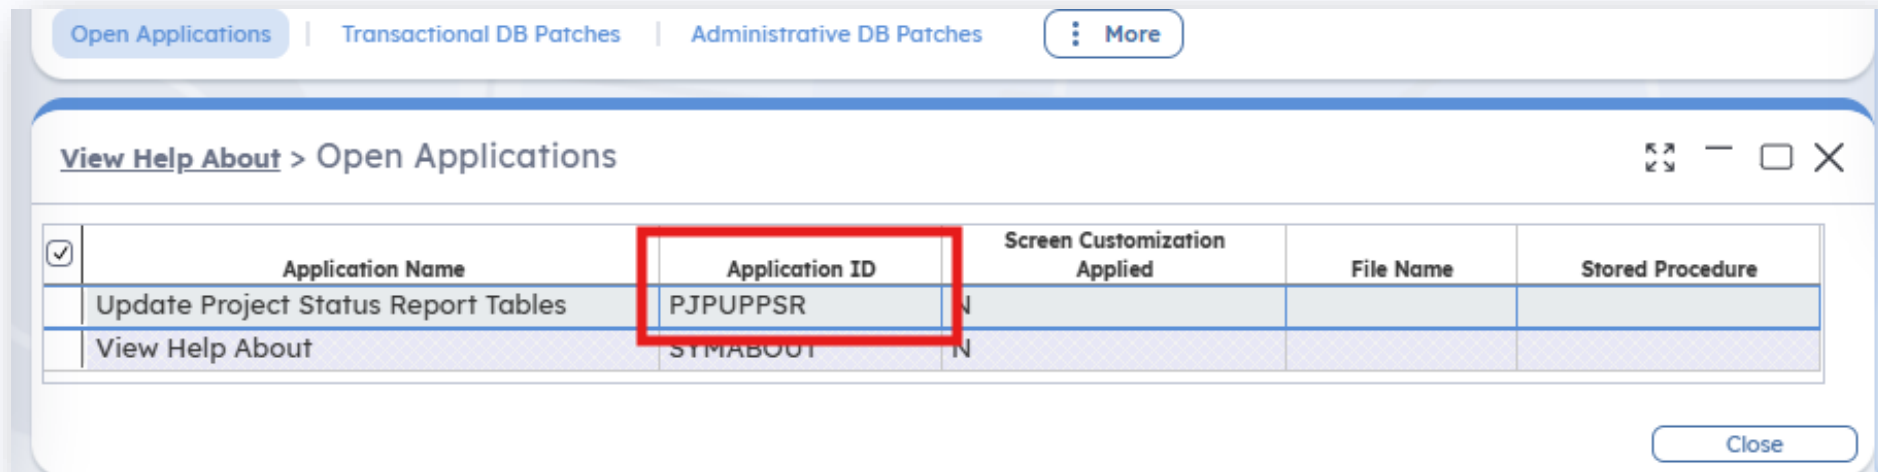 Open Applications | Transactional DB Patches | Administrative DB Patches More
View Help About > Open Applications
Screen Customization
Application Name Application ID Applied File Name Stored Procedure
Update Project Status Report Tables PJPUPPSR N
View Help About SYMABOUT N
Close